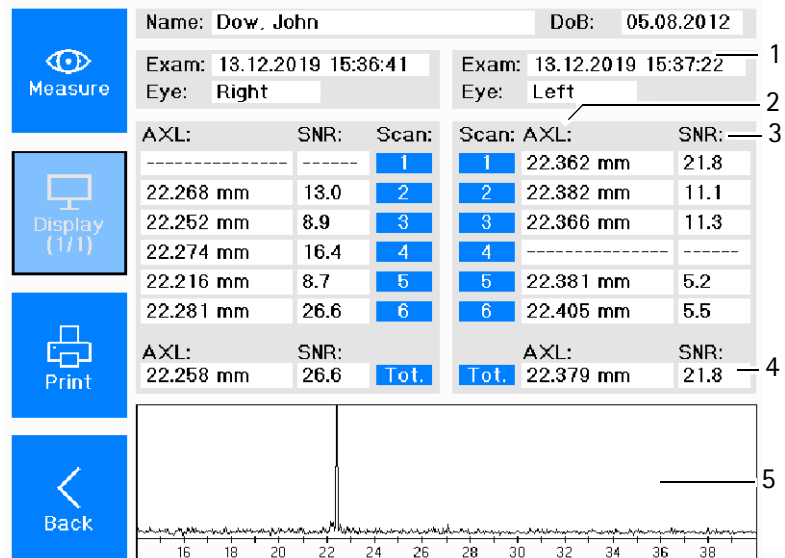 Name: Dow, John DoB: 05.08.2012
Measure
Exam: 13.12.2019 15:36:41
Eye: Right
Exam: 13.12.2019 15:37:22
Eye: Left
1
2
3
AXL: SNR: Scan: Scan: AXL: SNR:
--------------- ------ 1 1 22.362 mm 21.8
22.268 mm 13.0 2 2 22.382 mm 11.1
22.252 mm 8.9 3 3 22.366 mm 11.3
22.274 mm 16.4 4 4 --------------- ------
22.216 mm 8.7 5 5 22.381 mm 5.2
22.281 mm 26.6 6 6 22.405 mm 5.5
Display
(1/1)
AXL: SNR: AXL: SNR:
22.258 mm 26.6 Tot. Tot. 22.379 mm 21.8
4
Print
5
Back
16 18 20 22 24 26 28 30 32 34 36 38